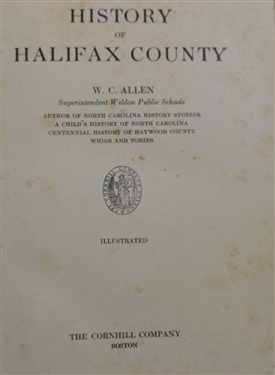 HISTORY
OF
HALIFAX COUNTY
W. C. ALLEN
Superintendent Weldon Public Schools
AUTHOR OF NORTH CAROLINA HISTORY STORIES
A CHILD'S HISTORY OF NORTH CAROLINA
CENTENNIAL HISTORY OF HAYWOOD COUNTY
WHIGS AND TORIES
ILLUSTRATED
THE CORNHILL COMPANY
BOSTON